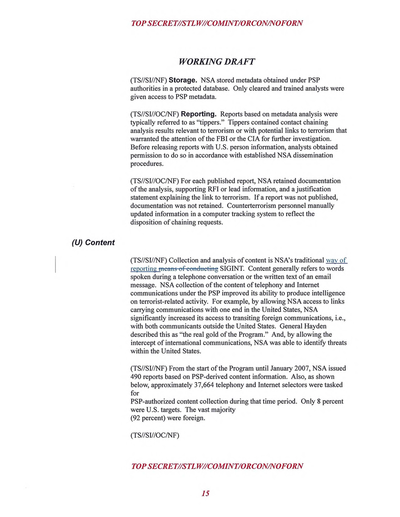 TOP SECRET//STLW//COMINT/ORCON/NOFORN
WORKING DRAFT
(TS//SI//NF) Storage. NSA stored metadata obtained under PSP
authorities in a protected database. Only cleared and trained analysts were
given access to PSP metadata.
(TS//SI//OC/NF) Reporting. Reports based on metadata analysis were
typically referred to as “tippers.” Tippers contained contact chaining
analysis results relevant to terrorism or with potential links to terrorism that
warranted the attention of the FBI or the CIA for further investigation.
Before releasing reports with U.S. person information, analysts obtained
permission to do so in accordance with established NSA dissemination
procedures.
(TS//SI//OC/NF) For each published report, NSA retained documentation
of the analysis, supporting RFI or lead information, and a justification
statement explaining the link to terrorism. If a report was not published,
documentation was not retained. Counterterrorism personnel manually
updated information in a computer tracking system to reflect the
disposition of chaining requests.
(U) Content
(TS//SI//NF) Collection and analysis of content is NSA's traditional way of
reporting means of conducting SIGINT. Content generally refers to words
spoken during a telephone conversation or the written text of an email
message. NSA collection of the content of telephony and Internet
communications under the PSP improved its ability to produce intelligence
on terrorist-related activity. For example, by allowing NSA access to links
carrying communications with one end in the United States, NSA
significantly increased its access to transiting foreign communications, i.e.,
with both communicants outside the United States. General Hayden
described this as “the real gold of the Program.” And, by allowing the
intercept of international communications, NSA was able to identify threats
within the United States.
(TS//SI//NF) From the start of the Program until January 2007, NSA issued
490 reports based on PSP-derived content information. Also, as shown
below, approximately 37,664 telephony and Internet selectors were tasked
for
PSP-authorized content collection during that time period. Only 8 percent
were U.S. targets. The vast majority
(92 percent) were foreign.
(TS//SI//OC/NF)
TOP SECRET//STLW//COMINT/ORCON/NOFORN
15